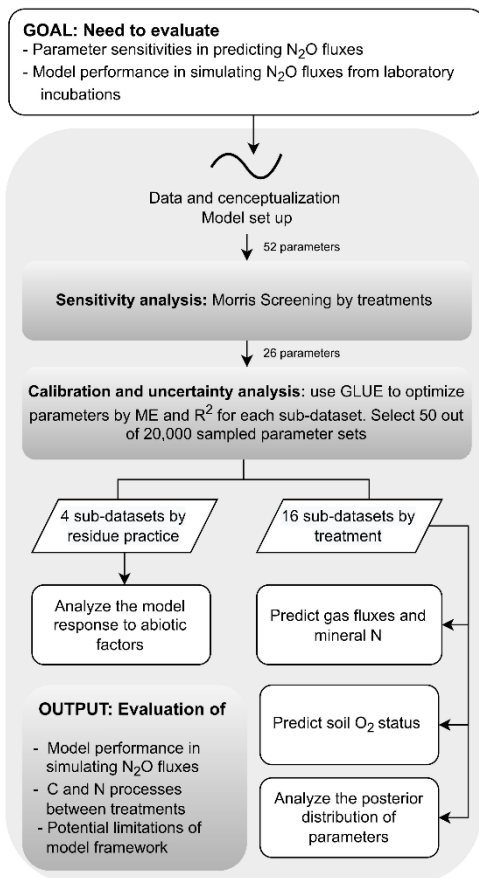 GOAL: Need to evaluate
- Parameter sensitivities in predicting N₂O fluxes
- Model performance in simulating N₂O fluxes from laboratory
incubations
Data and cenceptualization
Model set up
52 parameters
Sensitivity analysis: Morris Screening by treatments
26 parameters
Calibration and uncertainty analysis: use GLUE to optimize
parameters by ME and R² for each sub-dataset. Select 50 out
of 20,000 sampled parameter sets
4 sub-datasets by
residue practice
16 sub-datasets by
treatment
Analyze the model
response to abiotic
factors
Predict gas fluxes and
mineral N
OUTPUT: Evaluation of
- Model performance in
simulating N₂O fluxes
- C and N processes
between treatments
- Potential limitations of
model framework
Predict soil O₂ status
Analyze the posterior
distribution of
parameters